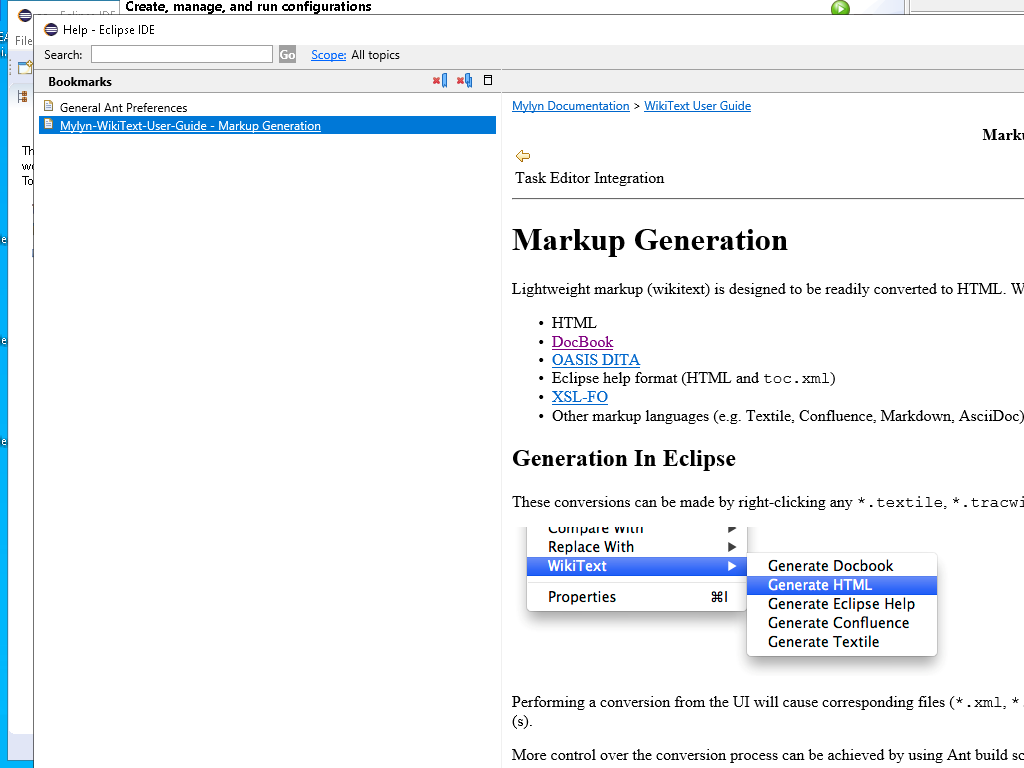 Create, manage, and run configurations
Eclipse IDE
File
Help - Eclipse IDE
Search:
Go
Scope: All topics
Bookmarks
General Ant Preferences
Mylyn-WikiText-User-Guide - Markup Generation
Mylyn Documentation > WikiText User Guide
Task Editor Integration
Markup Generation
Lightweight markup (wikitext) is designed to be readily converted to HTML. W
• HTML
• DocBook
• OASIS DITA
• Eclipse help format (HTML and toc.xml)
• XSL-FO
• Other markup languages (e.g. Textile, Confluence, Markdown, AsciiDoc)
Generation In Eclipse
These conversions can be made by right-clicking any *.textile, *.tracwi
Compare With
Replace With
WikiText
Properties ⌘I
Generate Docbook
Generate HTML
Generate Eclipse Help
Generate Confluence
Generate Textile
Performing a conversion from the UI will cause corresponding files (*.xml, *.
(s).
More control over the conversion process can be achieved by using Ant build sc